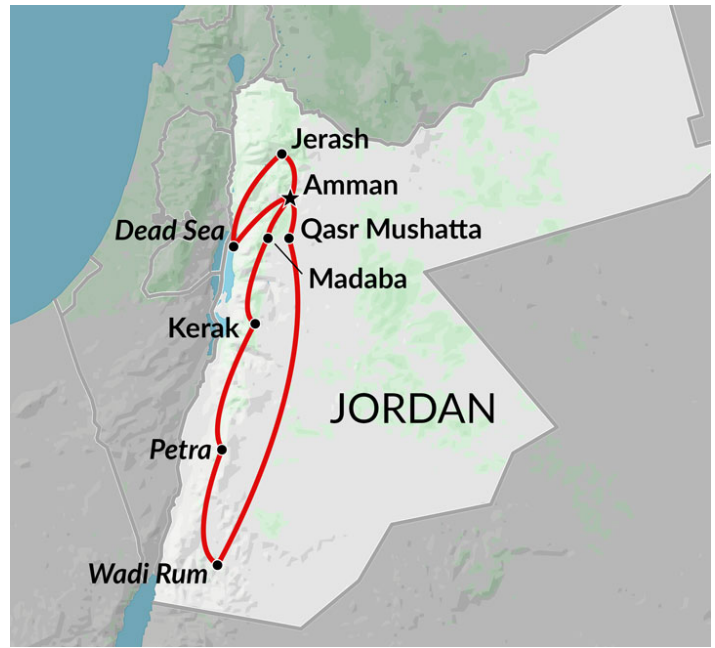 Jerash
Amman
Dead Sea
Qasr Mushatta
Madaba
Kerak
JORDAN
Petra
Wadi Rum